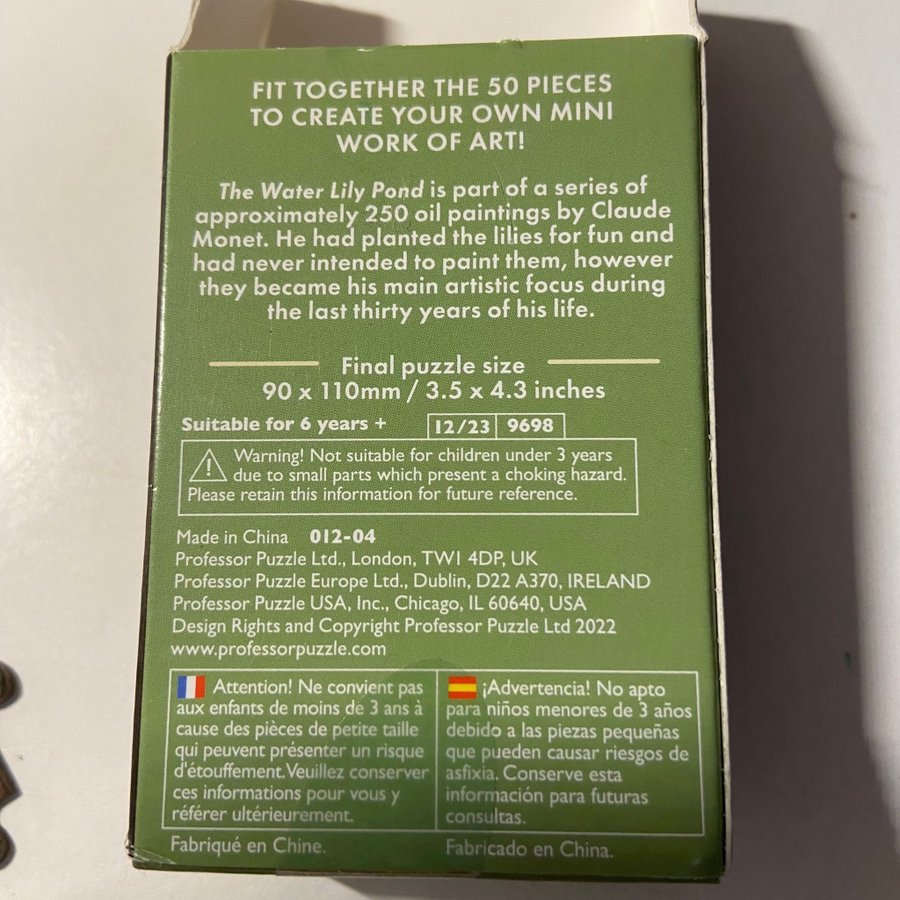 FIT TOGETHER THE 50 PIECES
TO CREATE YOUR OWN MINI
WORK OF ART!
The Water Lily Pond is part of a series of
approximately 250 oil paintings by Claude
Monet. He had planted the lilies for fun and
had never intended to paint them, however
they became his main artistic focus during
the last thirty years of his life.
Final puzzle size
90 x 110mm / 3.5 x 4.3 inches
Suitable for 6 years + 12/23 9698
Warning! Not suitable for children under 3 years
due to small parts which present a choking hazard.
Please retain this information for future reference.
Made in China 012-04
Professor Puzzle Ltd., London, TW1 4DP, UK
Professor Puzzle Europe Ltd., Dublin, D22 A370, IRELAND
Professor Puzzle USA, Inc., Chicago, IL 60640, USA
Design Rights and Copyright Professor Puzzle Ltd 2022
www.professorpuzzle.com
Attention! Ne convient pas
aux enfants de moins de 3 ans à
cause des pièces de petite taille
qui peuvent présenter un risque
d'étouffement. Veuillez conserver
ces informations pour vous y
référer ultérieurement.
Fabriqué en Chine.
¡Advertencia! No apto
para niños menores de 3 años
debido a las piezas pequeñas
que pueden causar riesgos de
asfixia. Conserve esta
información para futuras
consultas.
Fabricado en China.